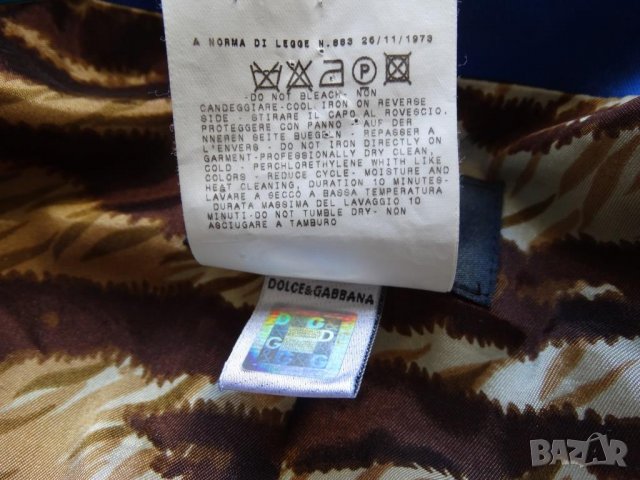 A NORMA DI LEGGE N.883 26/11/1973
A P
-DO NOT BLEACH- NON
CANDEGGIARE-COOL IRON ON REVERSE
SIDE - STIRARE IL CAPO AL ROVESCIO,
PROTEGGERE CON PANNO - AUF DER
NNEREN SEITE BUEGELN - REPASSER A
L'ENVERS - DO NOT IRON DIRECTLY ON
GARMENT-PROFESSIONALLY DRY CLEAN,
COLD - PERCHLORETHYLENE WHITH LIKE
COLORS - REDUCE CYCLE- MOISTURE AND
HEAT CLEANING, DURATION 10 MINUTES-
LAVARE A SECCO A BASSA TEMPERATURA
DURATA MASSIMA DEL LAVAGGIO 10
MINUTI-DO NOT TUMBLE DRY- NON
ASCIUGARE A TAMBURO
DOLCE&GABBANA
D G
G D
D&G
BAZAR